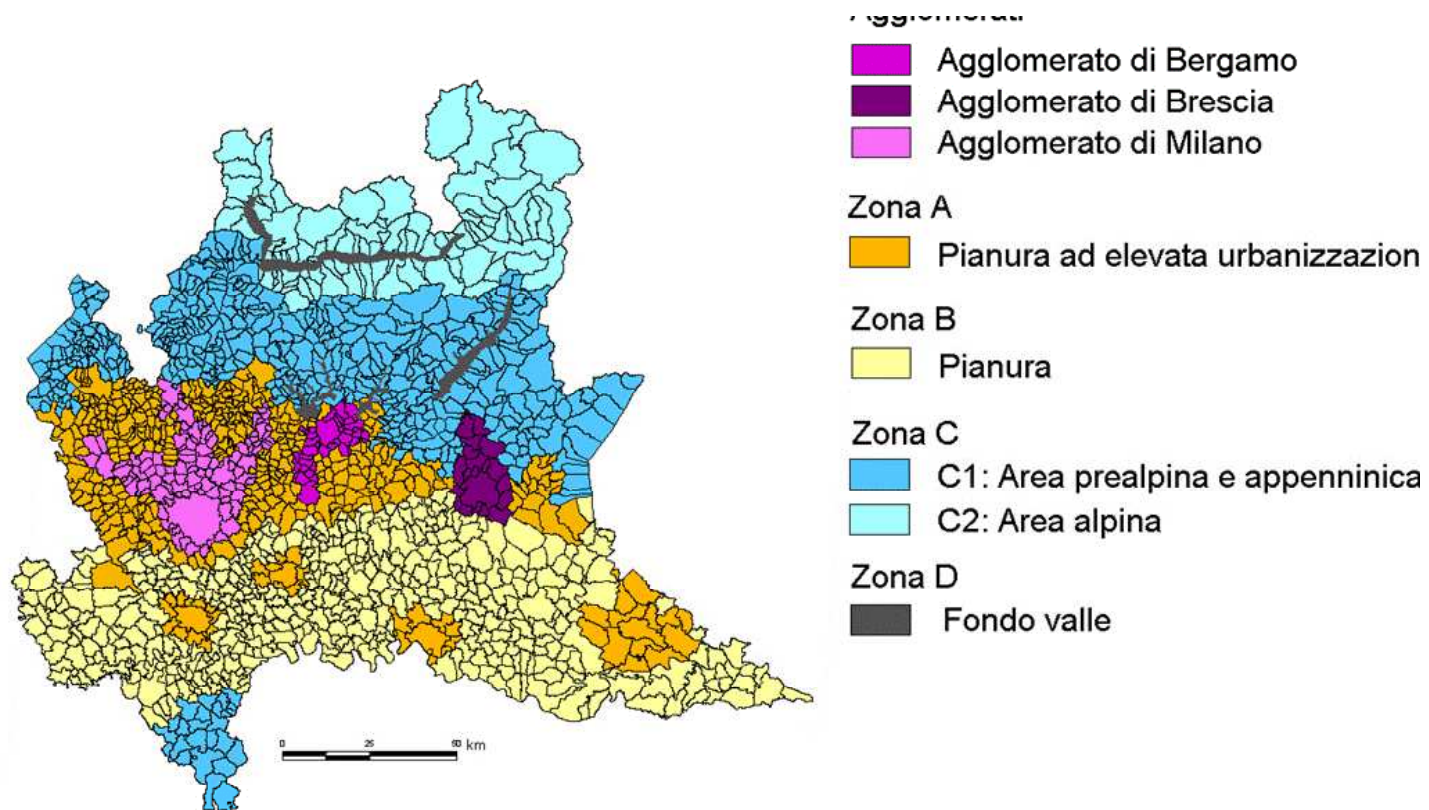 Agglomerati
Agglomerato di Bergamo
Agglomerato di Brescia
Agglomerato di Milano
Zona A
Pianura ad elevata urbanizzazion
Zona B
Pianura
Zona C
C1: Area prealpina e appenninica
C2: Area alpina
Zona D
Fondo valle
0 25 50 km